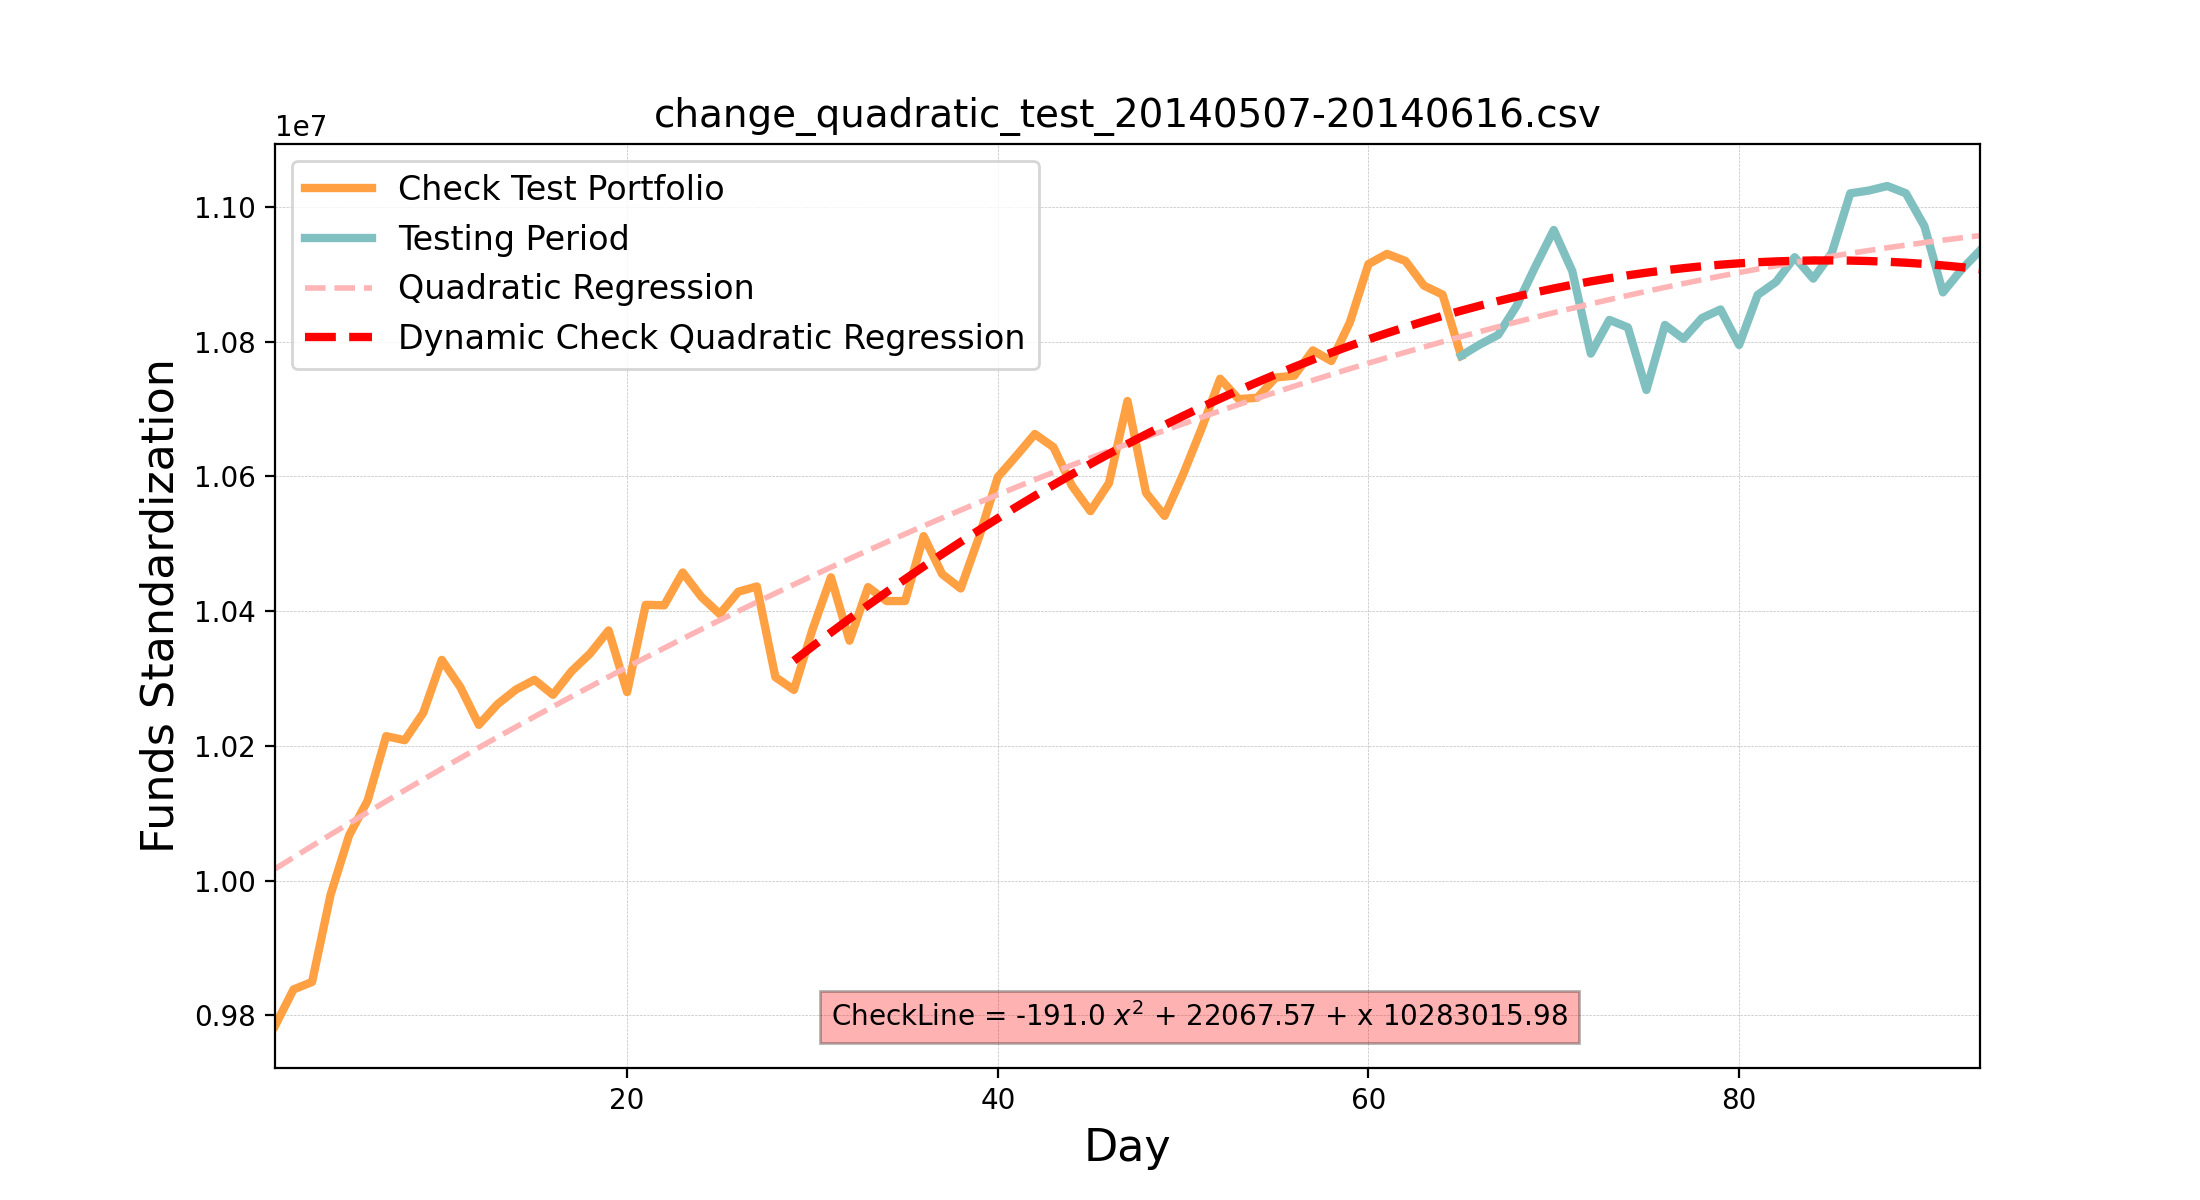 change_quadratic_test_20140507-20140616.csv
1e7
Check Test Portfolio
Testing Period
Quadratic Regression
Dynamic Check Quadratic Regression
1.10
1.08
1.06
1.04
1.02
1.00
0.98
Funds Standardization
CheckLine = -191.0 x² + 22067.57 + x 10283015.98
20 40 60 80
Day